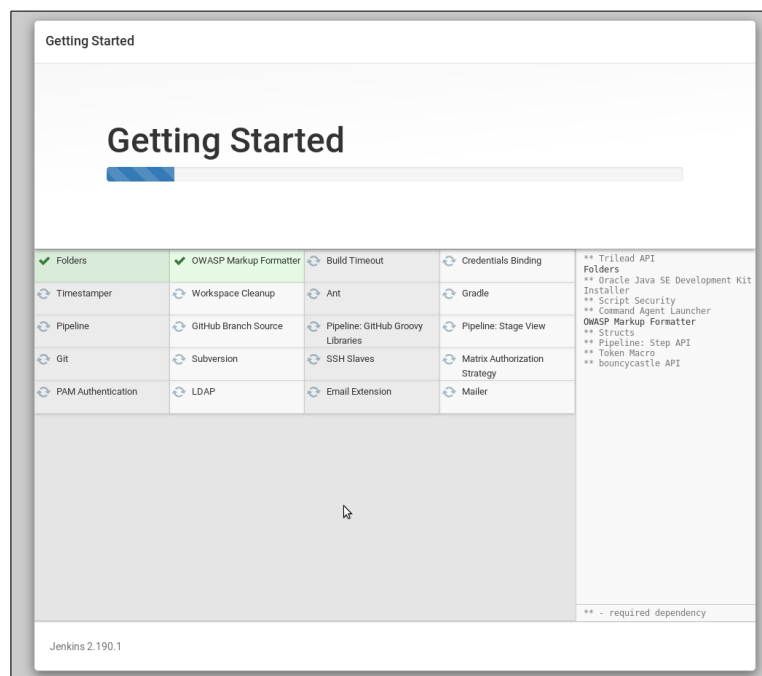 Getting Started
Getting Started
Folders
OWASP Markup Formatter
Build Timeout
Credentials Binding
Timestamper
Workspace Cleanup
Ant
Gradle
Pipeline
GitHub Branch Source
Pipeline: GitHub Groovy
Libraries
Pipeline: Stage View
Git
Subversion
SSH Slaves
Matrix Authorization
Strategy
PAM Authentication
LDAP
Email Extension
Mailer
** Trilead API
Folders
** Oracle Java SE Development Kit
Installer
** Script Security
** Command Agent Launcher
OWASP Markup Formatter
** Structs
** Pipeline: Step API
** Token Macro
** bouncycastle API
** - required dependency
Jenkins 2.190.1